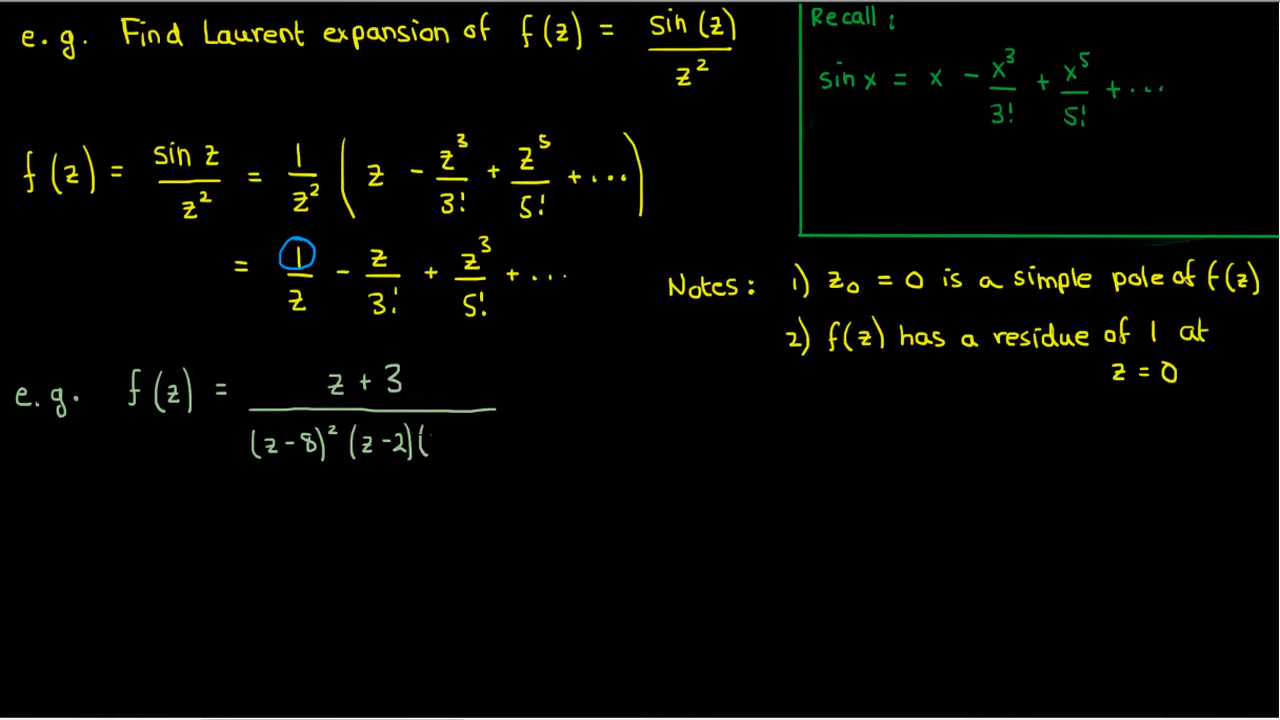 e.g. Find Laurent expansion of f(z) = sin(z)/z²
Recall:
sin x = x - x³/3! + x⁵/5! + ...
f(z) = sin z/z² = 1/z² (z - z³/3! + z⁵/5! + ...)
= 1/z - z/3! + z³/5! + ...
Notes: 1) z₀ = 0 is a simple pole of f(z)
2) f(z) has a residue of 1 at
z = 0
e.g. f(z) = z + 3/(z-8)² (z-2)(